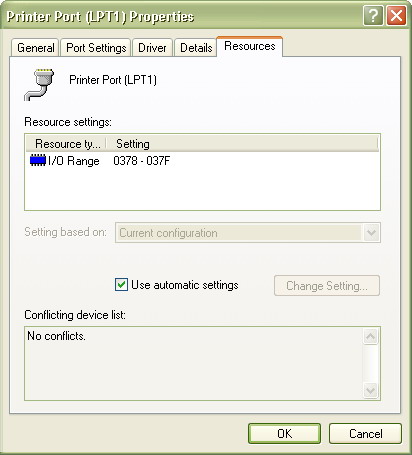 Printer Port (LPT1) Properties
General Port Settings Driver Details Resources
Printer Port (LPT1)
Resource settings:
Resource ty... Setting
I/O Range 0378 - 037F
Setting based on: Current configuration
Use automatic settings Change Setting...
Conflicting device list:
No conflicts.
OK Cancel